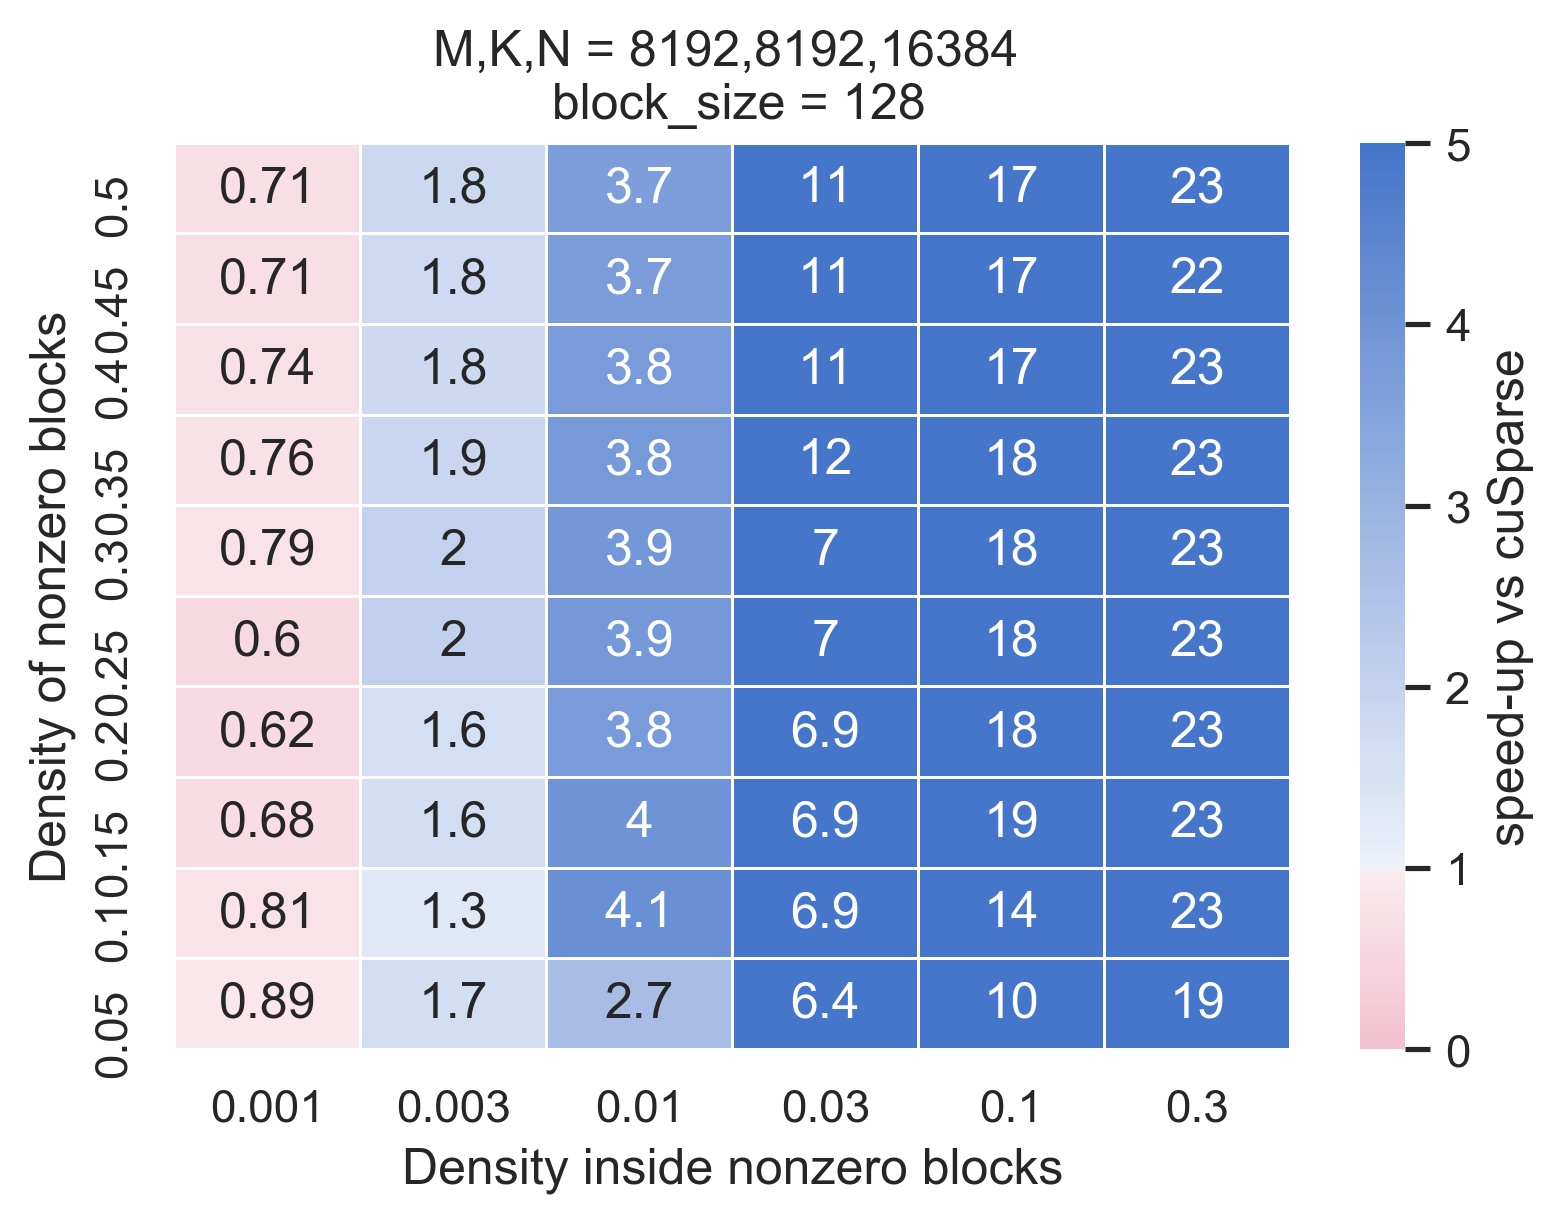 M,K,N = 8192,8192,16384
block_size = 128
Density of nonzero blocks
0.5 0.71 1.8 3.7 11 17 23
0.45 0.71 1.8 3.7 11 17 22
0.4 0.74 1.8 3.8 11 17 23
0.35 0.76 1.9 3.8 12 18 23
0.3 0.79 2 3.9 7 18 23
0.25 0.6 2 3.9 7 18 23
0.2 0.62 1.6 3.8 6.9 18 23
0.15 0.68 1.6 4 6.9 19 23
0.1 0.81 1.3 4.1 6.9 14 23
0.05 0.89 1.7 2.7 6.4 10 19
0.001 0.003 0.01 0.03 0.1 0.3
Density inside nonzero blocks
5
4
3
2
1
0
speed-up vs cuSparse